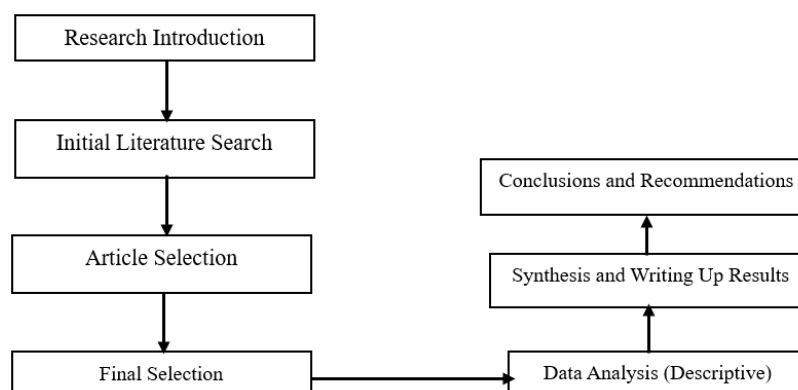 Research Introduction
Initial Literature Search
Article Selection
Final Selection
Data Analysis (Descriptive)
Synthesis and Writing Up Results
Conclusions and Recommendations